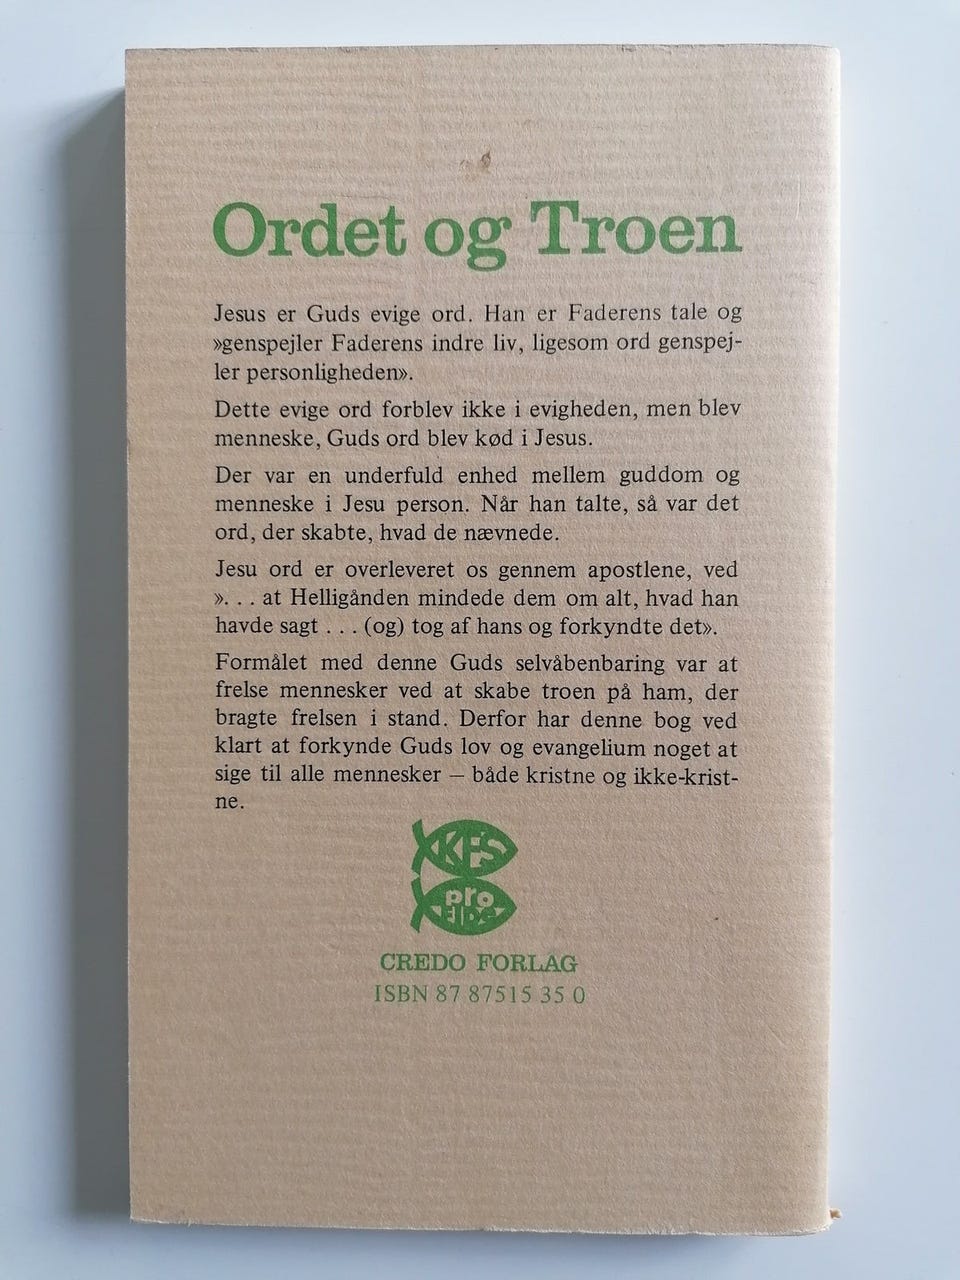 Ordet og Troen
Jesus er Guds evige ord. Han er Faderens tale og
»genspejler Faderens indre liv, ligesom ord genspej-
ler personligheden».
Dette evige ord forblev ikke i evigheden, men blev
menneske, Guds ord blev kød i Jesus.
Der var en underfuld enhed mellem guddom og
menneske i Jesu person. Når han talte, så var det
ord, der skabte, hvad de nævnede.
Jesu ord er overleveret os gennem apostlene, ved
». . . at Helligånden mindede dem om alt, hvad han
havde sagt . . . (og) tog af hans og forkyndte det».
Formålet med denne Guds selvåbenbaring var at
frelse mennesker ved at skabe troen på ham, der
bragte frelsen i stand. Derfor har denne bog ved
klart at forkynde Guds lov og evangelium noget at
sige til alle mennesker – både kristne og ikke-krist-
ne.
KFS
pro
FIDE
CREDO FORLAG
ISBN 87 87515 35 0